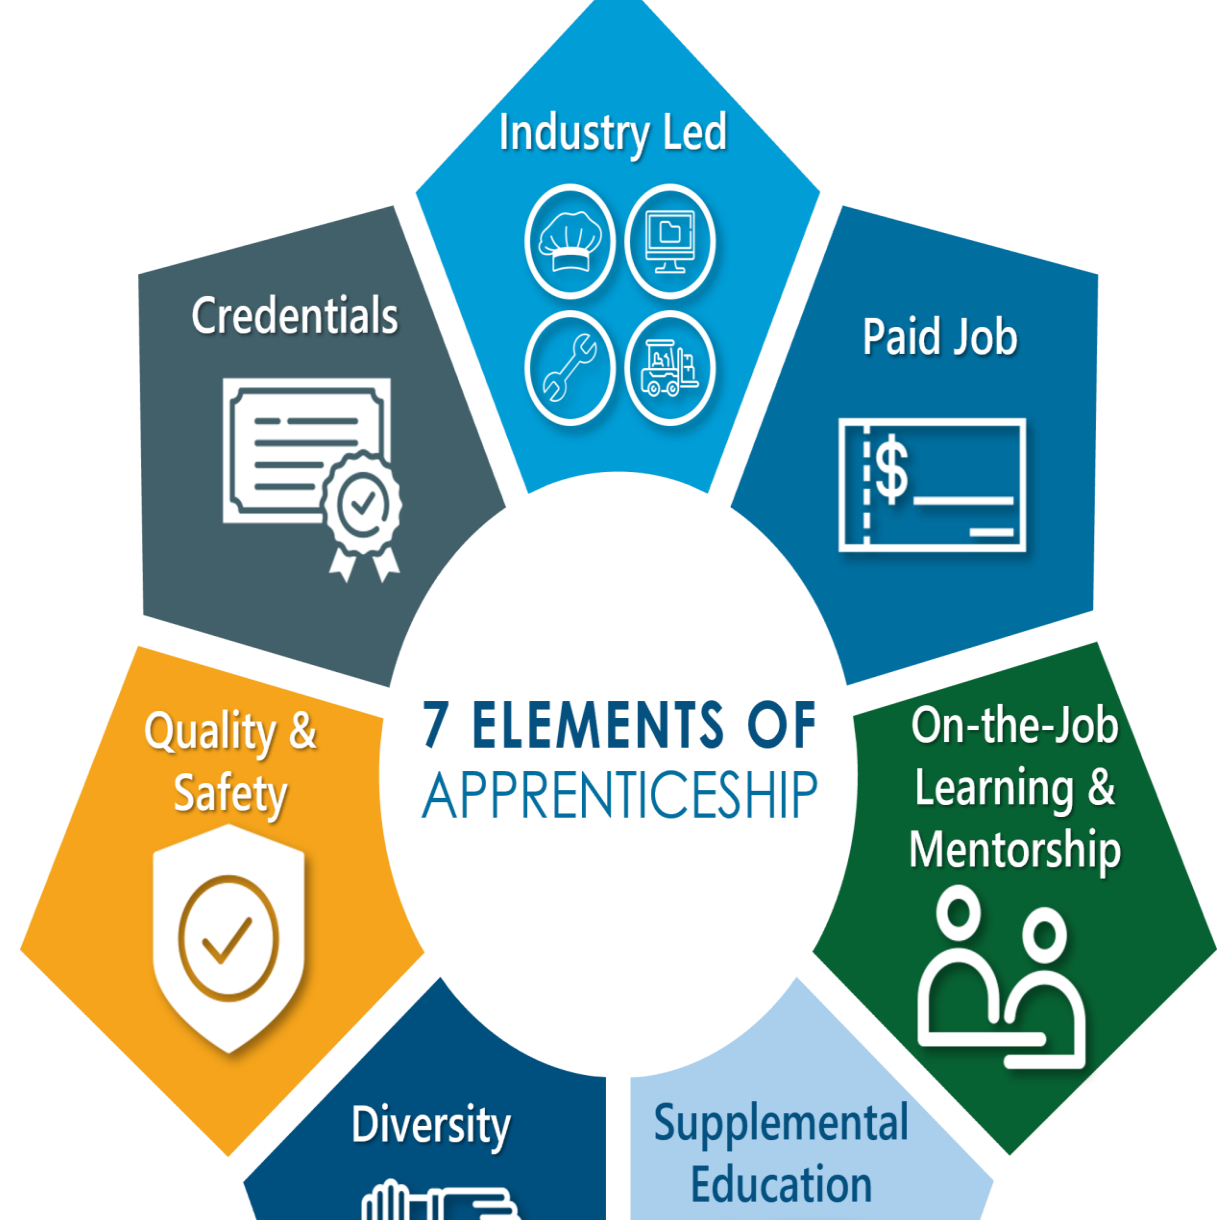 Industry Led
Credentials
Paid Job
$
7 ELEMENTS OF
APPRENTICESHIP
Quality &
Safety
On-the-Job
Learning &
Mentorship
Diversity
Supplemental
Education